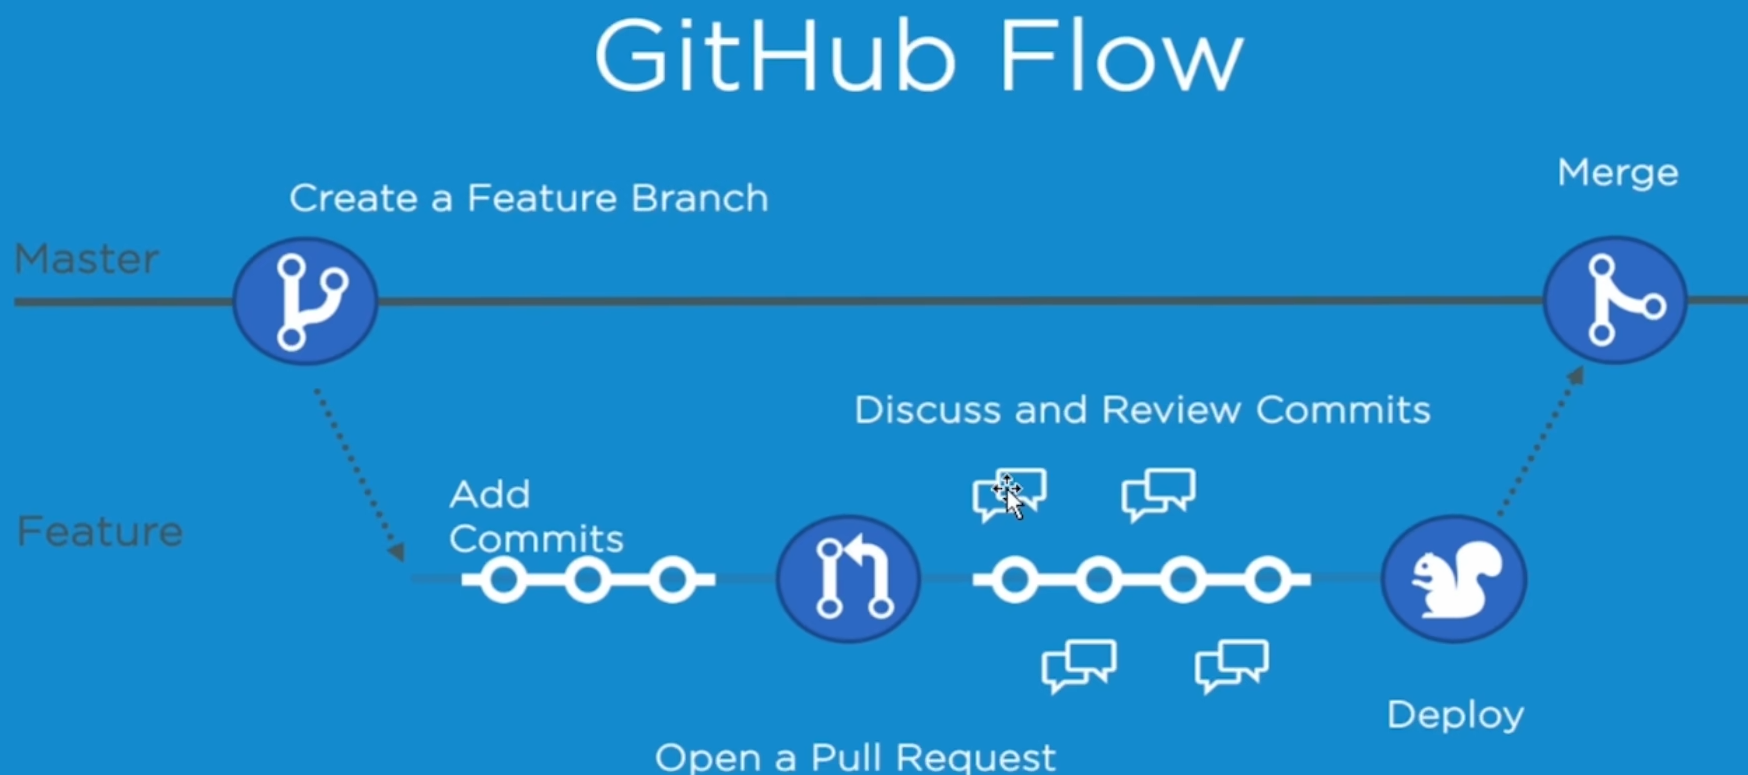 GitHub Flow
Create a Feature Branch
Merge
Master
Discuss and Review Commits
Add
Commits
Feature
Deploy
Open a Pull Request